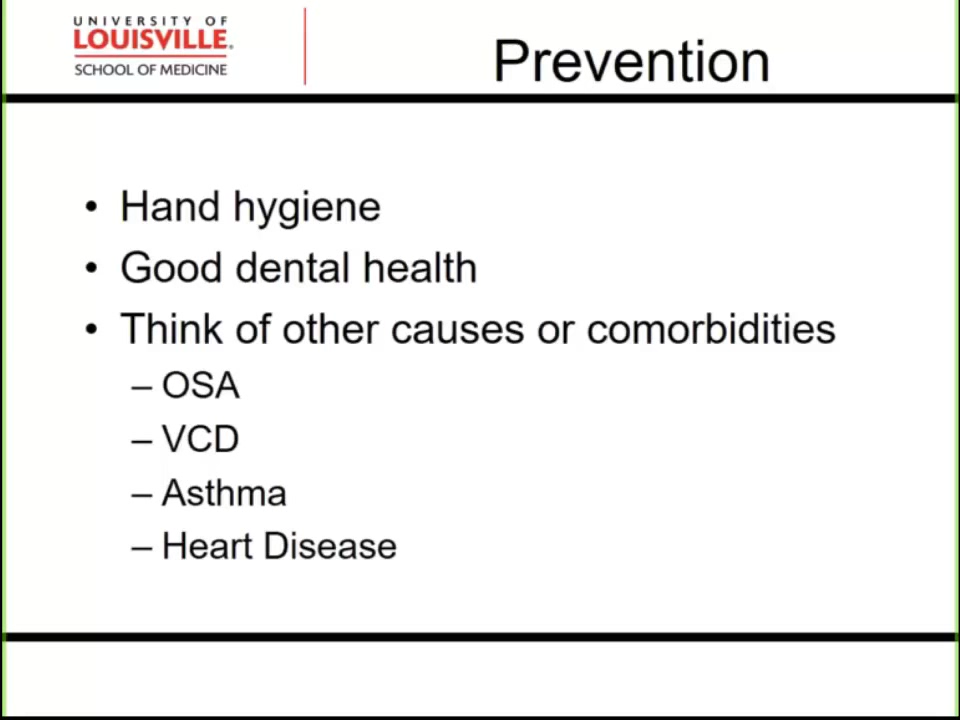 UNIVERSITY OF
LOUISVILLE.
SCHOOL OF MEDICINE
Prevention
• Hand hygiene
• Good dental health
• Think of other causes or comorbidities
– OSA
– VCD
– Asthma
– Heart Disease